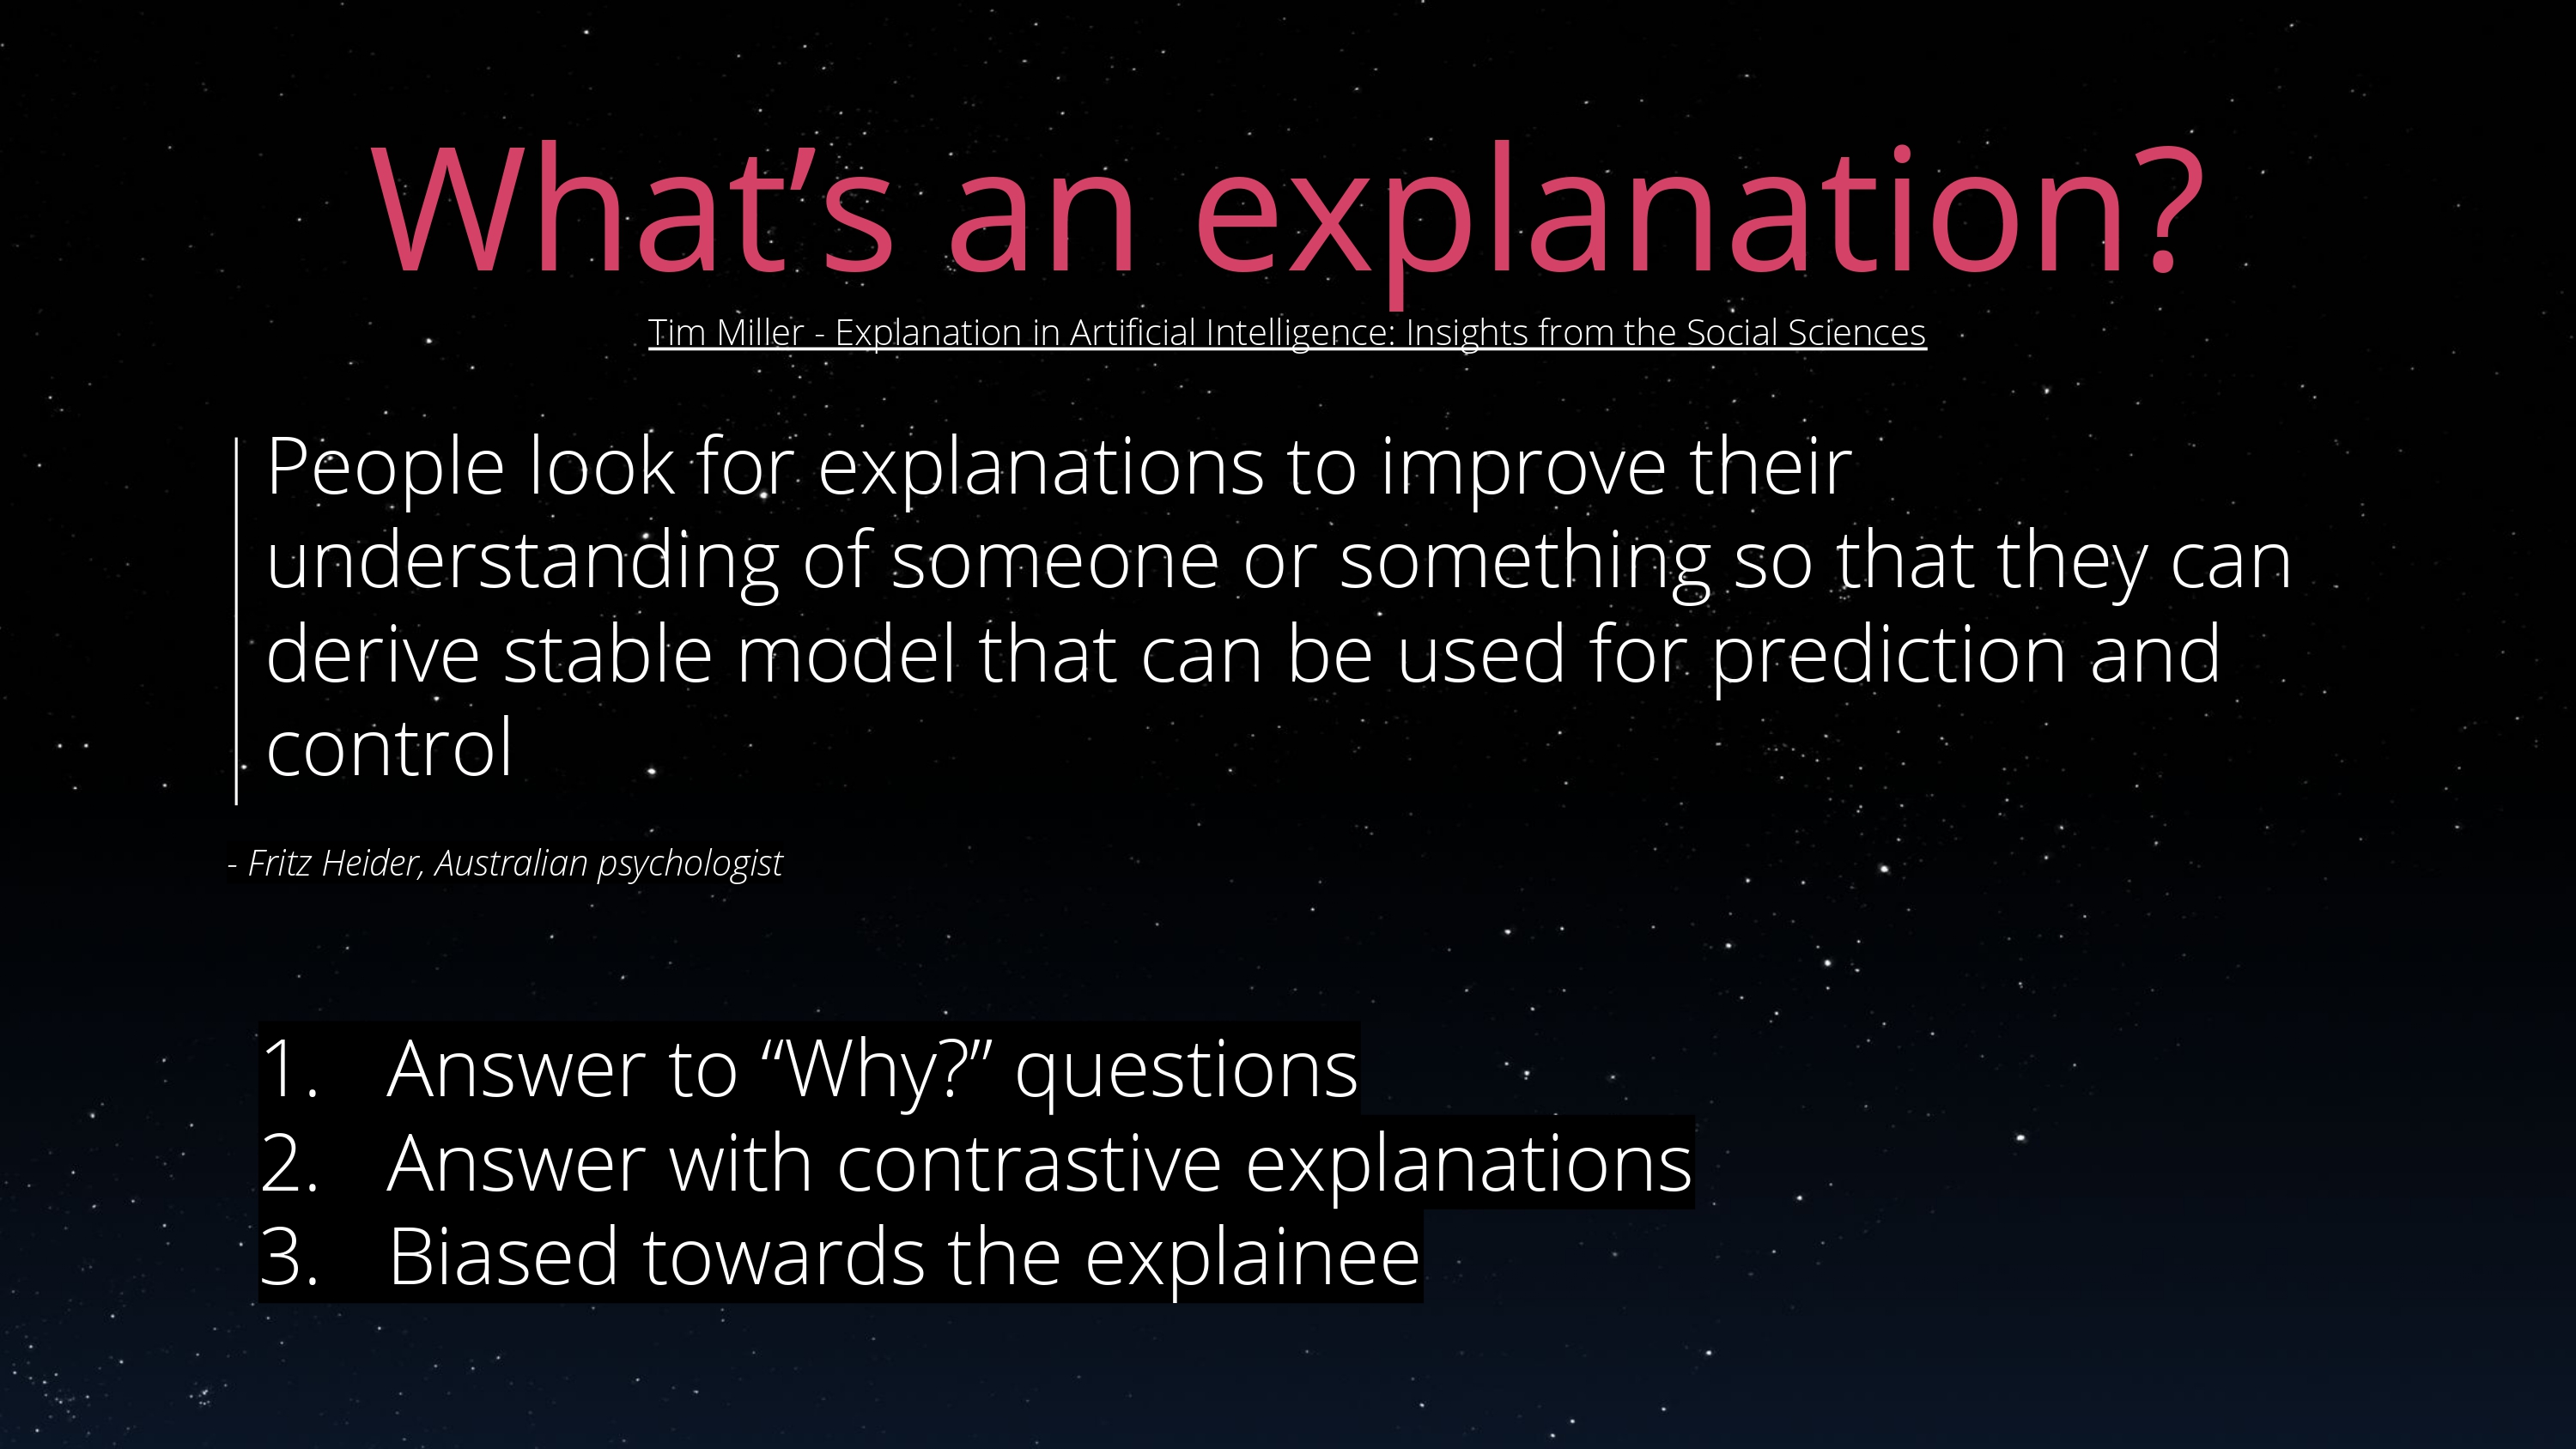 What’s an explanation?
Tim Miller - Explanation in Artificial Intelligence: Insights from the Social Sciences
People look for explanations to improve their
understanding of someone or something so that they can
derive stable model that can be used for prediction and
control
- Fritz Heider, Australian psychologist
1. Answer to “Why?” questions
2. Answer with contrastive explanations
3. Biased towards the explainee